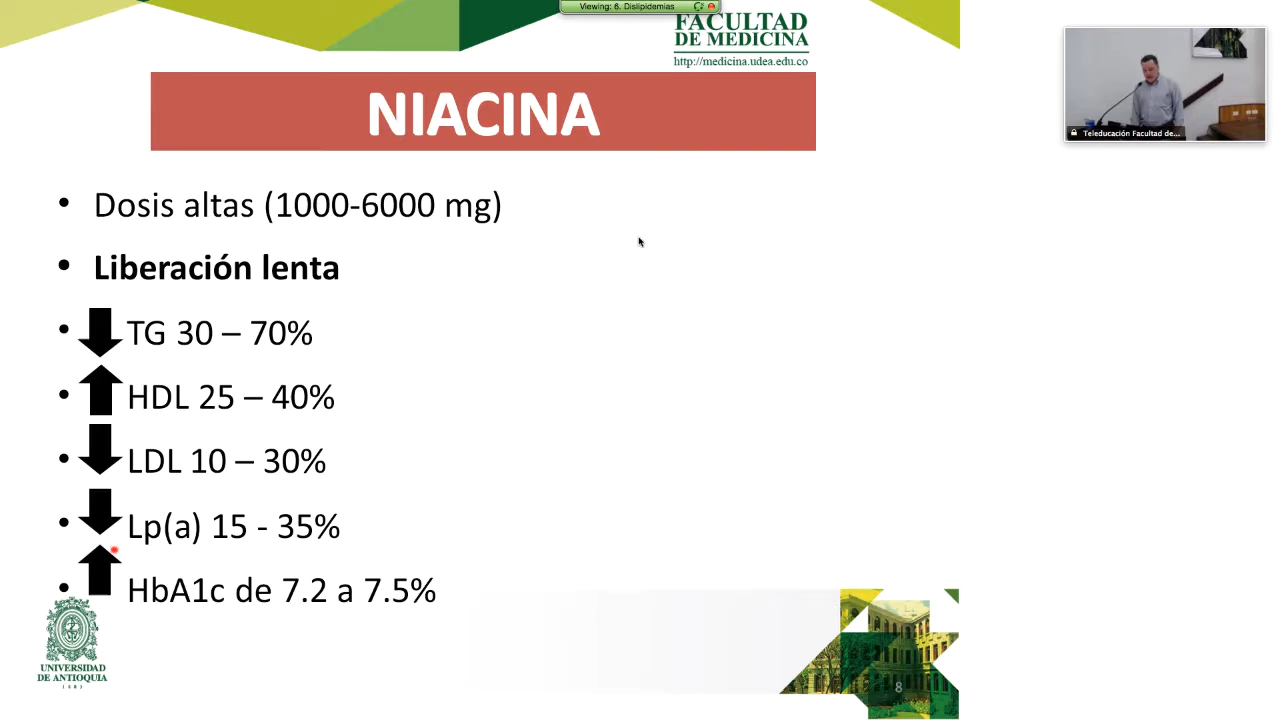 Viewing: 6. Dislipidemias
FACULTAD
DE MEDICINA
http://medicina.udea.edu.co
Teleducación Facultad de...
NIACINA
• Dosis altas (1000-6000 mg)
• Liberación lenta
• TG 30 – 70%
• HDL 25 – 40%
• LDL 10 – 30%
• Lp(a) 15 - 35%
• HbA1c de 7.2 a 7.5%
UNIVERSIDAD
DE ANTIOQUIA
1803
8